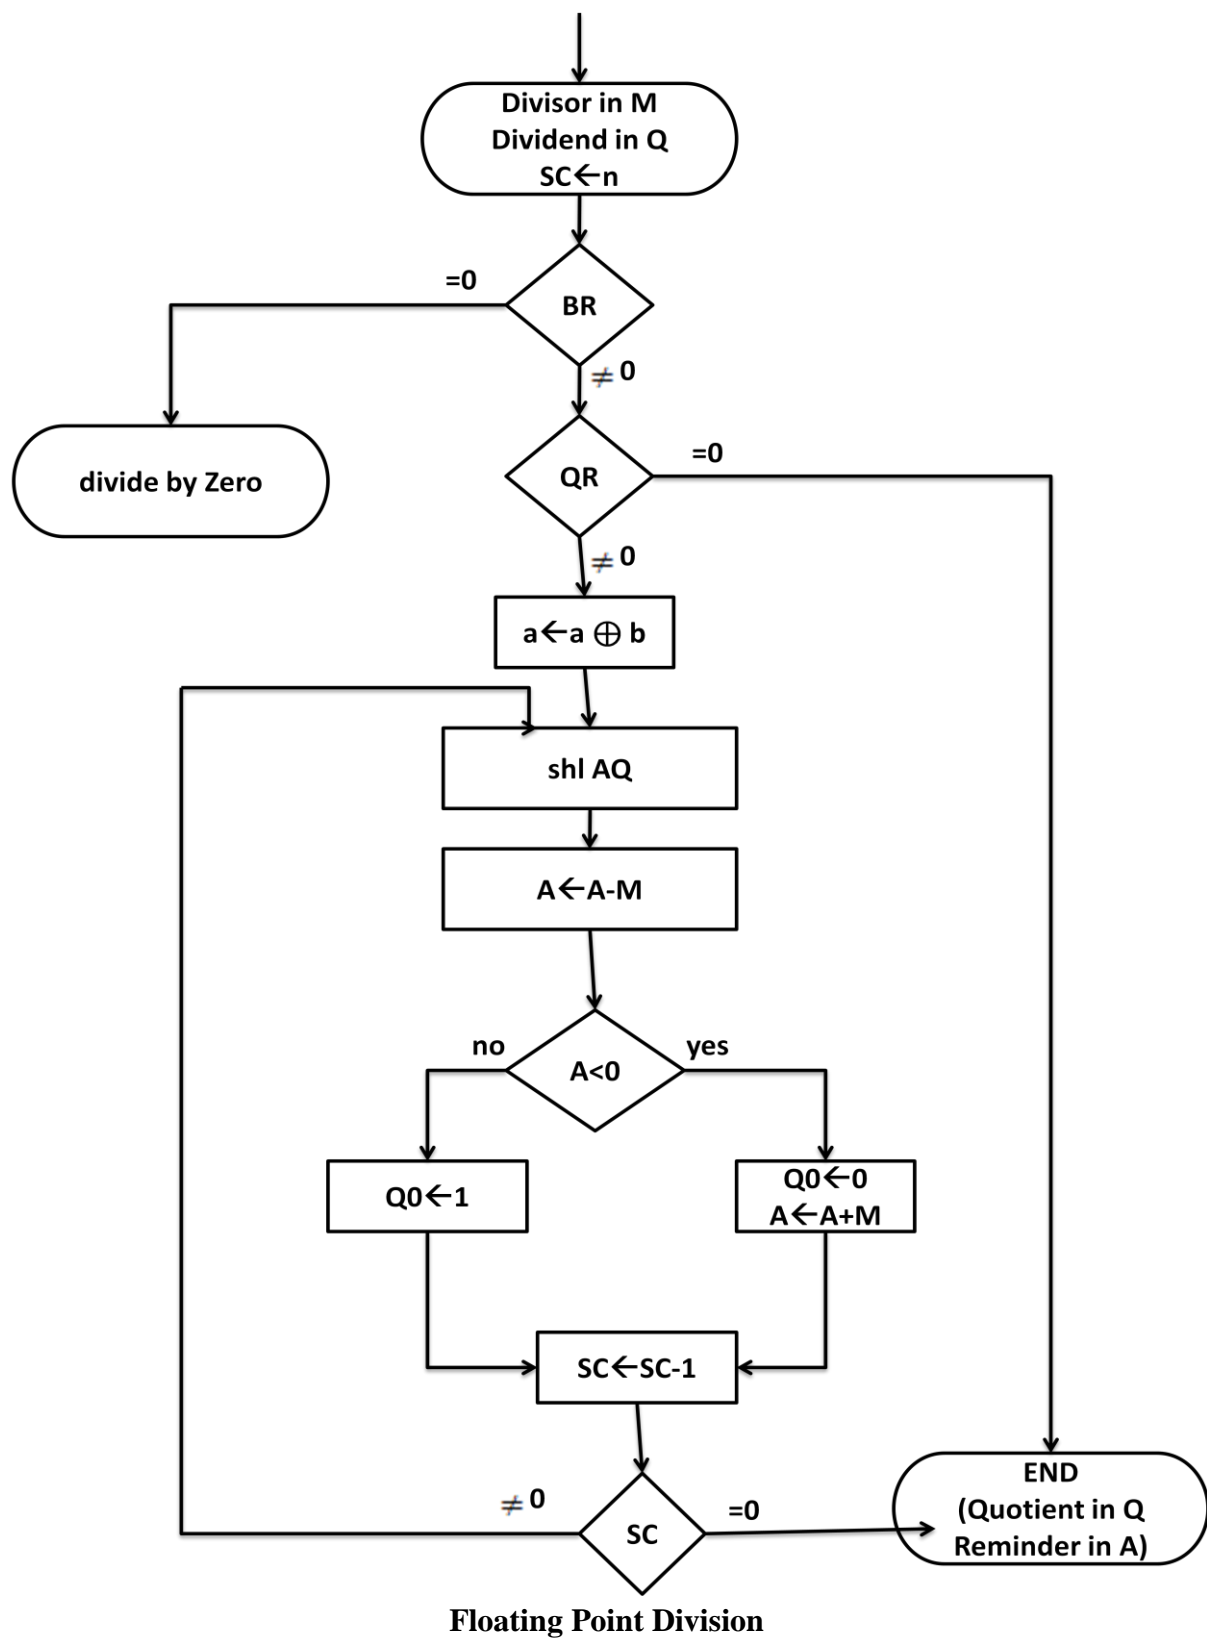 Divisor in M
Dividend in Q
SC←n
=0
BR
≠ 0
divide by Zero
=0
QR
≠ 0
a←a ⊕ b
shl AQ
A←A-M
no
yes
A<0
Q0←1
Q0←0
A←A+M
SC←SC-1
≠ 0
=0
SC
END
(Quotient in Q
Reminder in A)
Floating Point Division